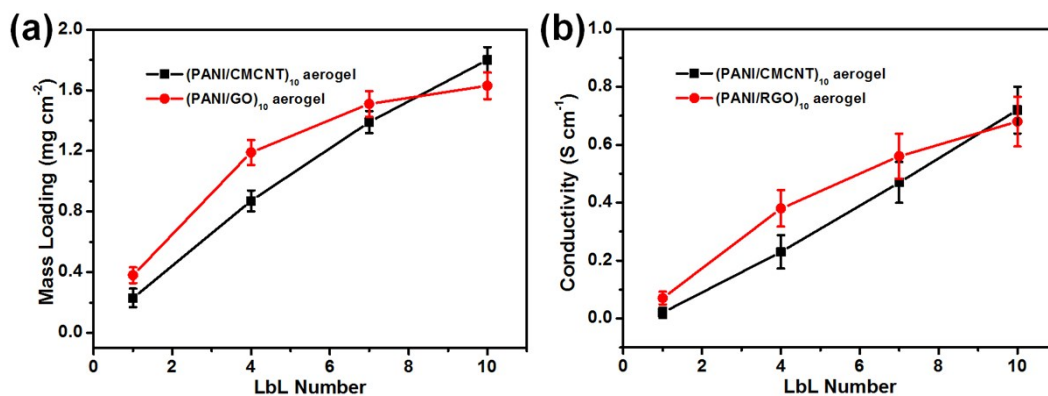 (a)
Mass Loading (mg cm⁻²)
2.0
1.6
1.2
0.8
0.4
0.0
(PANI/CMCNT)₁₀ aerogel
(PANI/GO)₁₀ aerogel
0 2 4 6 8 10
LbL Number
(b)
Conductivity (S cm⁻¹)
1.0
0.8
0.6
0.4
0.2
0.0
(PANI/CMCNT)₁₀ aerogel
(PANI/RGO)₁₀ aerogel
0 2 4 6 8 10
LbL Number